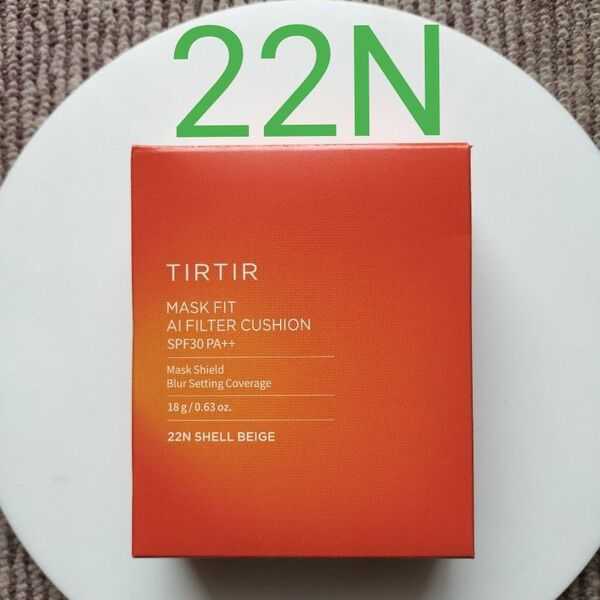 22N
TIRTIR
MASK FIT
AI FILTER CUSHION
SPF30 PA++
Mask Shield
Blur Setting Coverage
18 g / 0.63 oz.
22N SHELL BEIGE